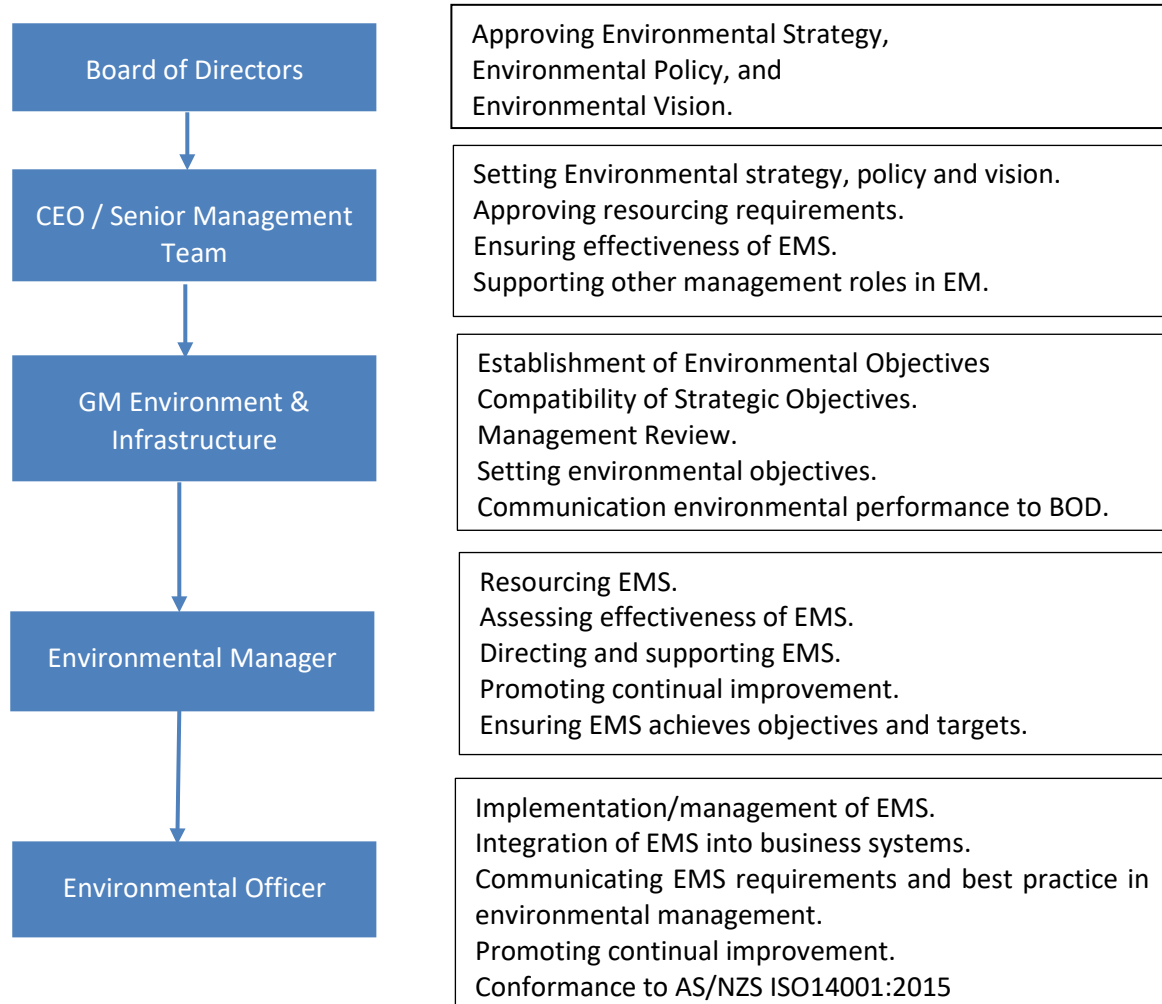 Board of Directors
Approving Environmental Strategy,
Environmental Policy, and
Environmental Vision.
CEO / Senior Management
Team
Setting Environmental strategy, policy and vision.
Approving resourcing requirements.
Ensuring effectiveness of EMS.
Supporting other management roles in EM.
GM Environment &
Infrastructure
Establishment of Environmental Objectives
Compatibility of Strategic Objectives.
Management Review.
Setting environmental objectives.
Communication environmental performance to BOD.
Environmental Manager
Resourcing EMS.
Assessing effectiveness of EMS.
Directing and supporting EMS.
Promoting continual improvement.
Ensuring EMS achieves objectives and targets.
Environmental Officer
Implementation/management of EMS.
Integration of EMS into business systems.
Communicating EMS requirements and best practice in
environmental management.
Promoting continual improvement.
Conformance to AS/NZS ISO14001:2015